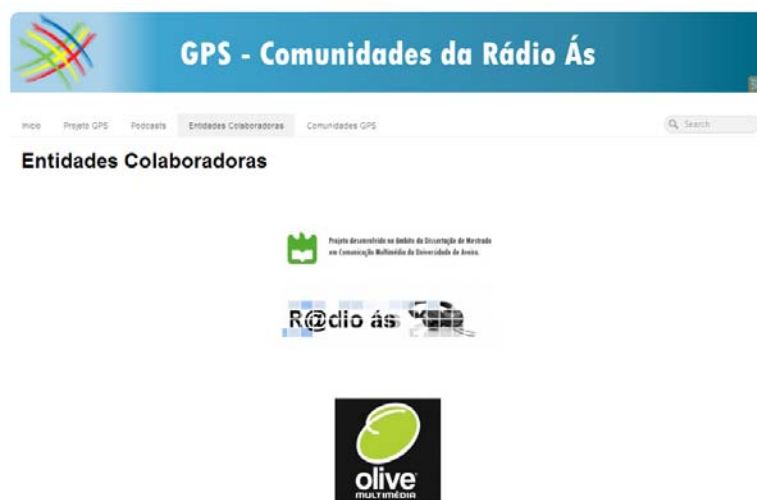 GPS - Comunidades da Rádio Ás
Início Projeto GPS Podcasts Entidades Colaboradoras Comunidades GPS Search
Entidades Colaboradoras
Projeto desenvolvido no âmbito da Dissertação de Mestrado
em Comunicação Multimédia da Universidade de Aveiro.
R@dio ás
olive
MULTIMÉDIA